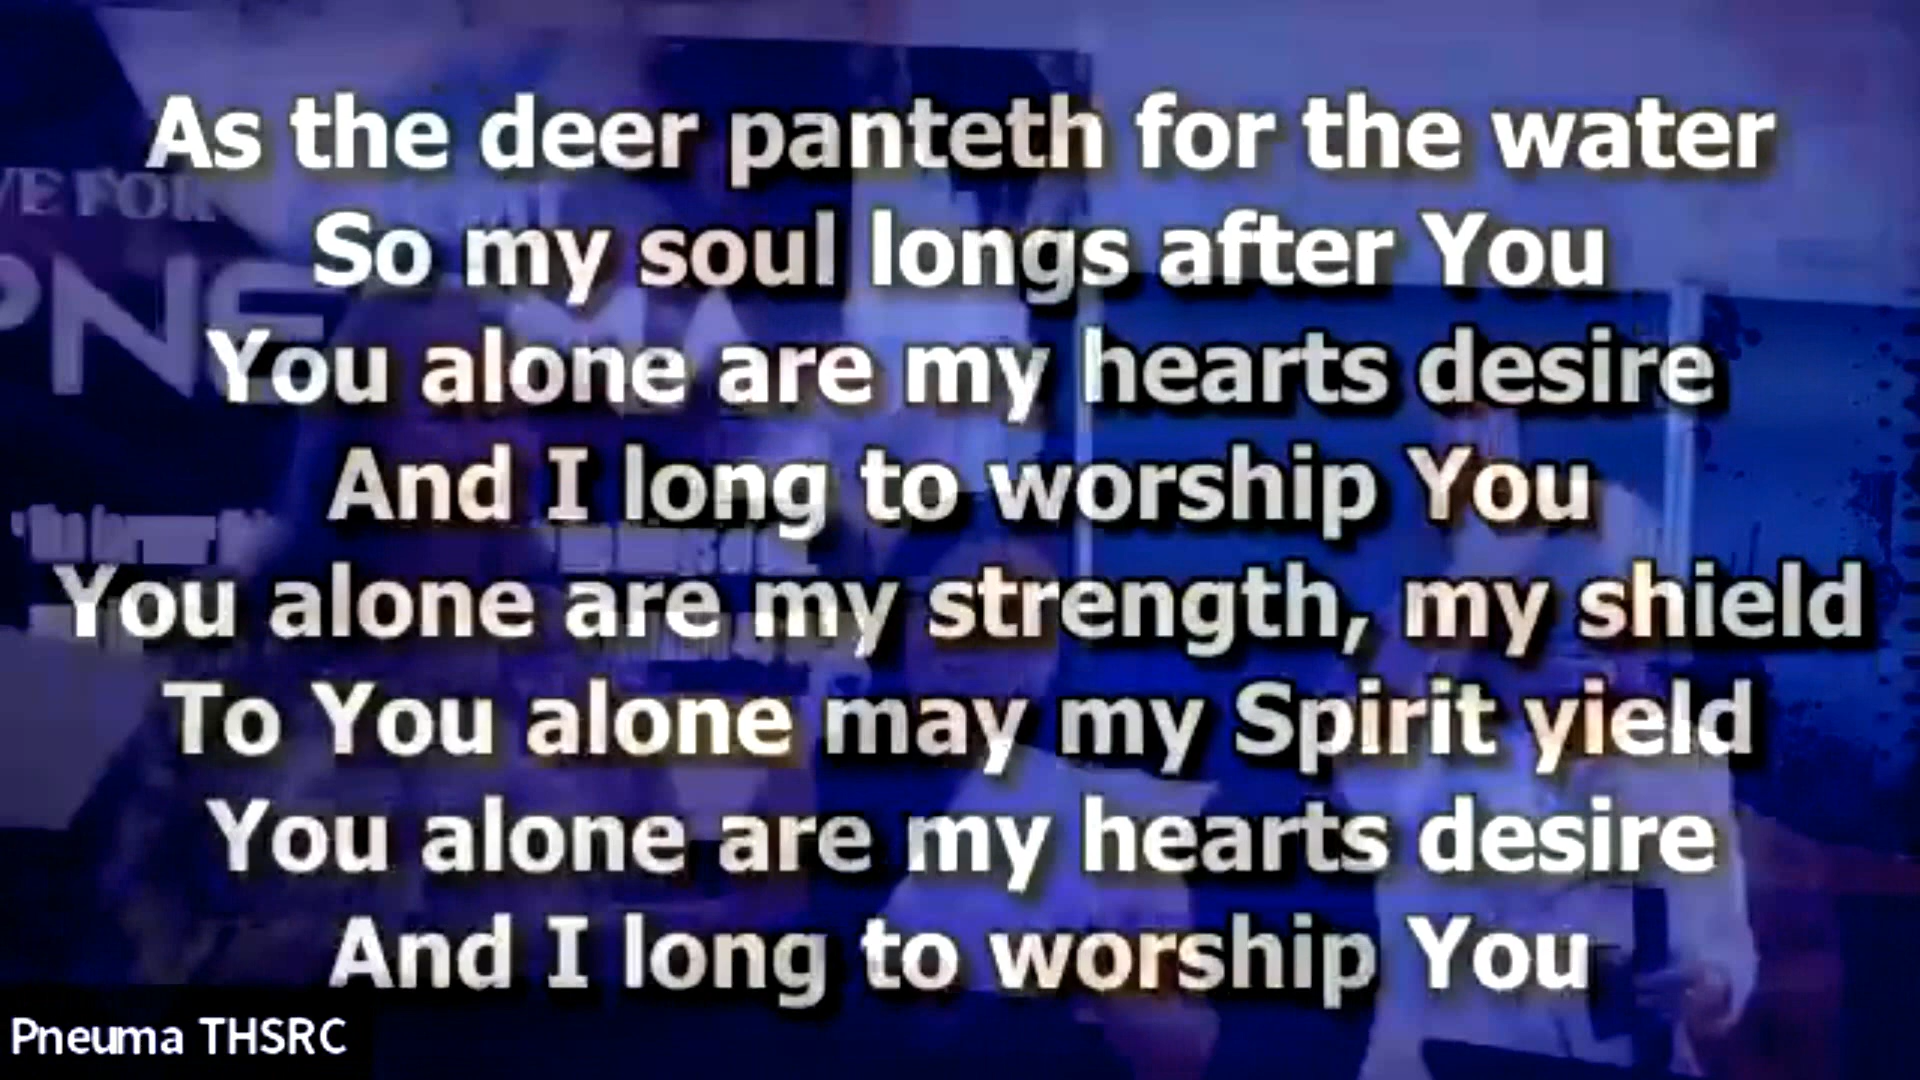 As the deer panteth for the water
So my soul longs after You
You alone are my hearts desire
And I long to worship You
You alone are my strength, my shield
To You alone may my Spirit yield
You alone are my hearts desire
And I long to worship You
Pneuma THSRC